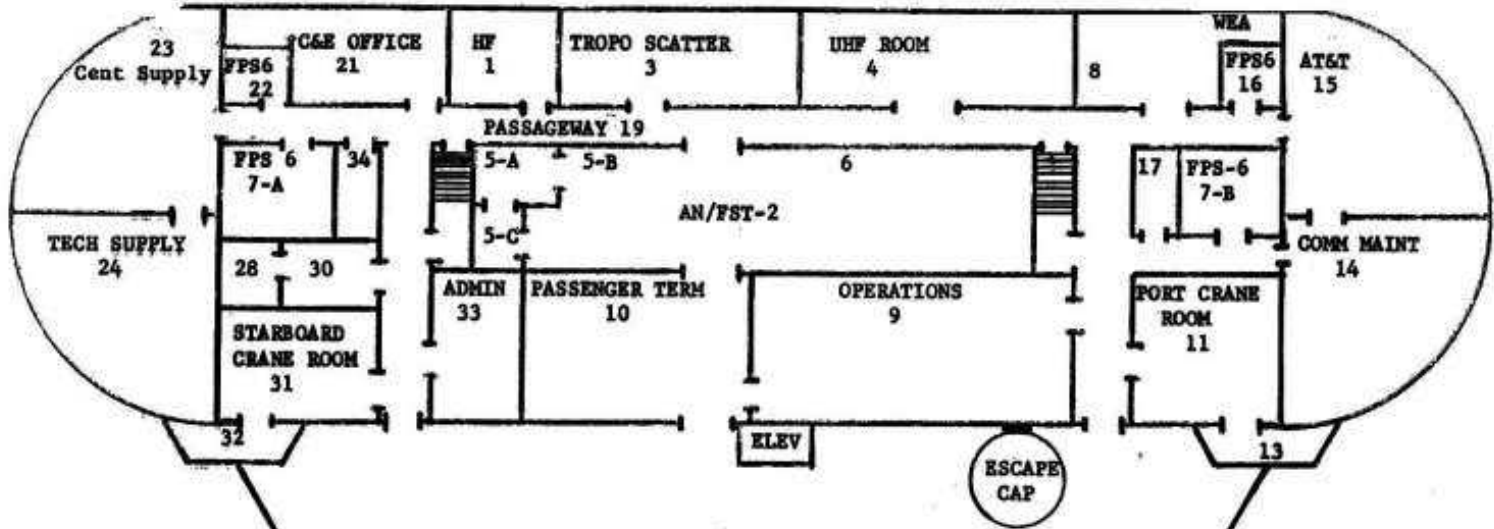 WEA
23
Cent Supply
FPS6
22
C&E OFFICE
21
HF
1
TROPO SCATTER
3
UHF ROOM
4
8
FPS6
16
AT&T
15
PASSAGEWAY 19
FPS 6
7-A
34
5-A
5-B
6
17
FPS-6
7-B
AN/FST-2
5-C
TECH SUPPLY
24
28
30
ADMIN
33
PASSENGER TERM
10
OPERATIONS
9
COMM MAINT
14
PORT CRANE
ROOM
11
STARBOARD
CRANE ROOM
31
32
ELEV
ESCAPE
CAP
13